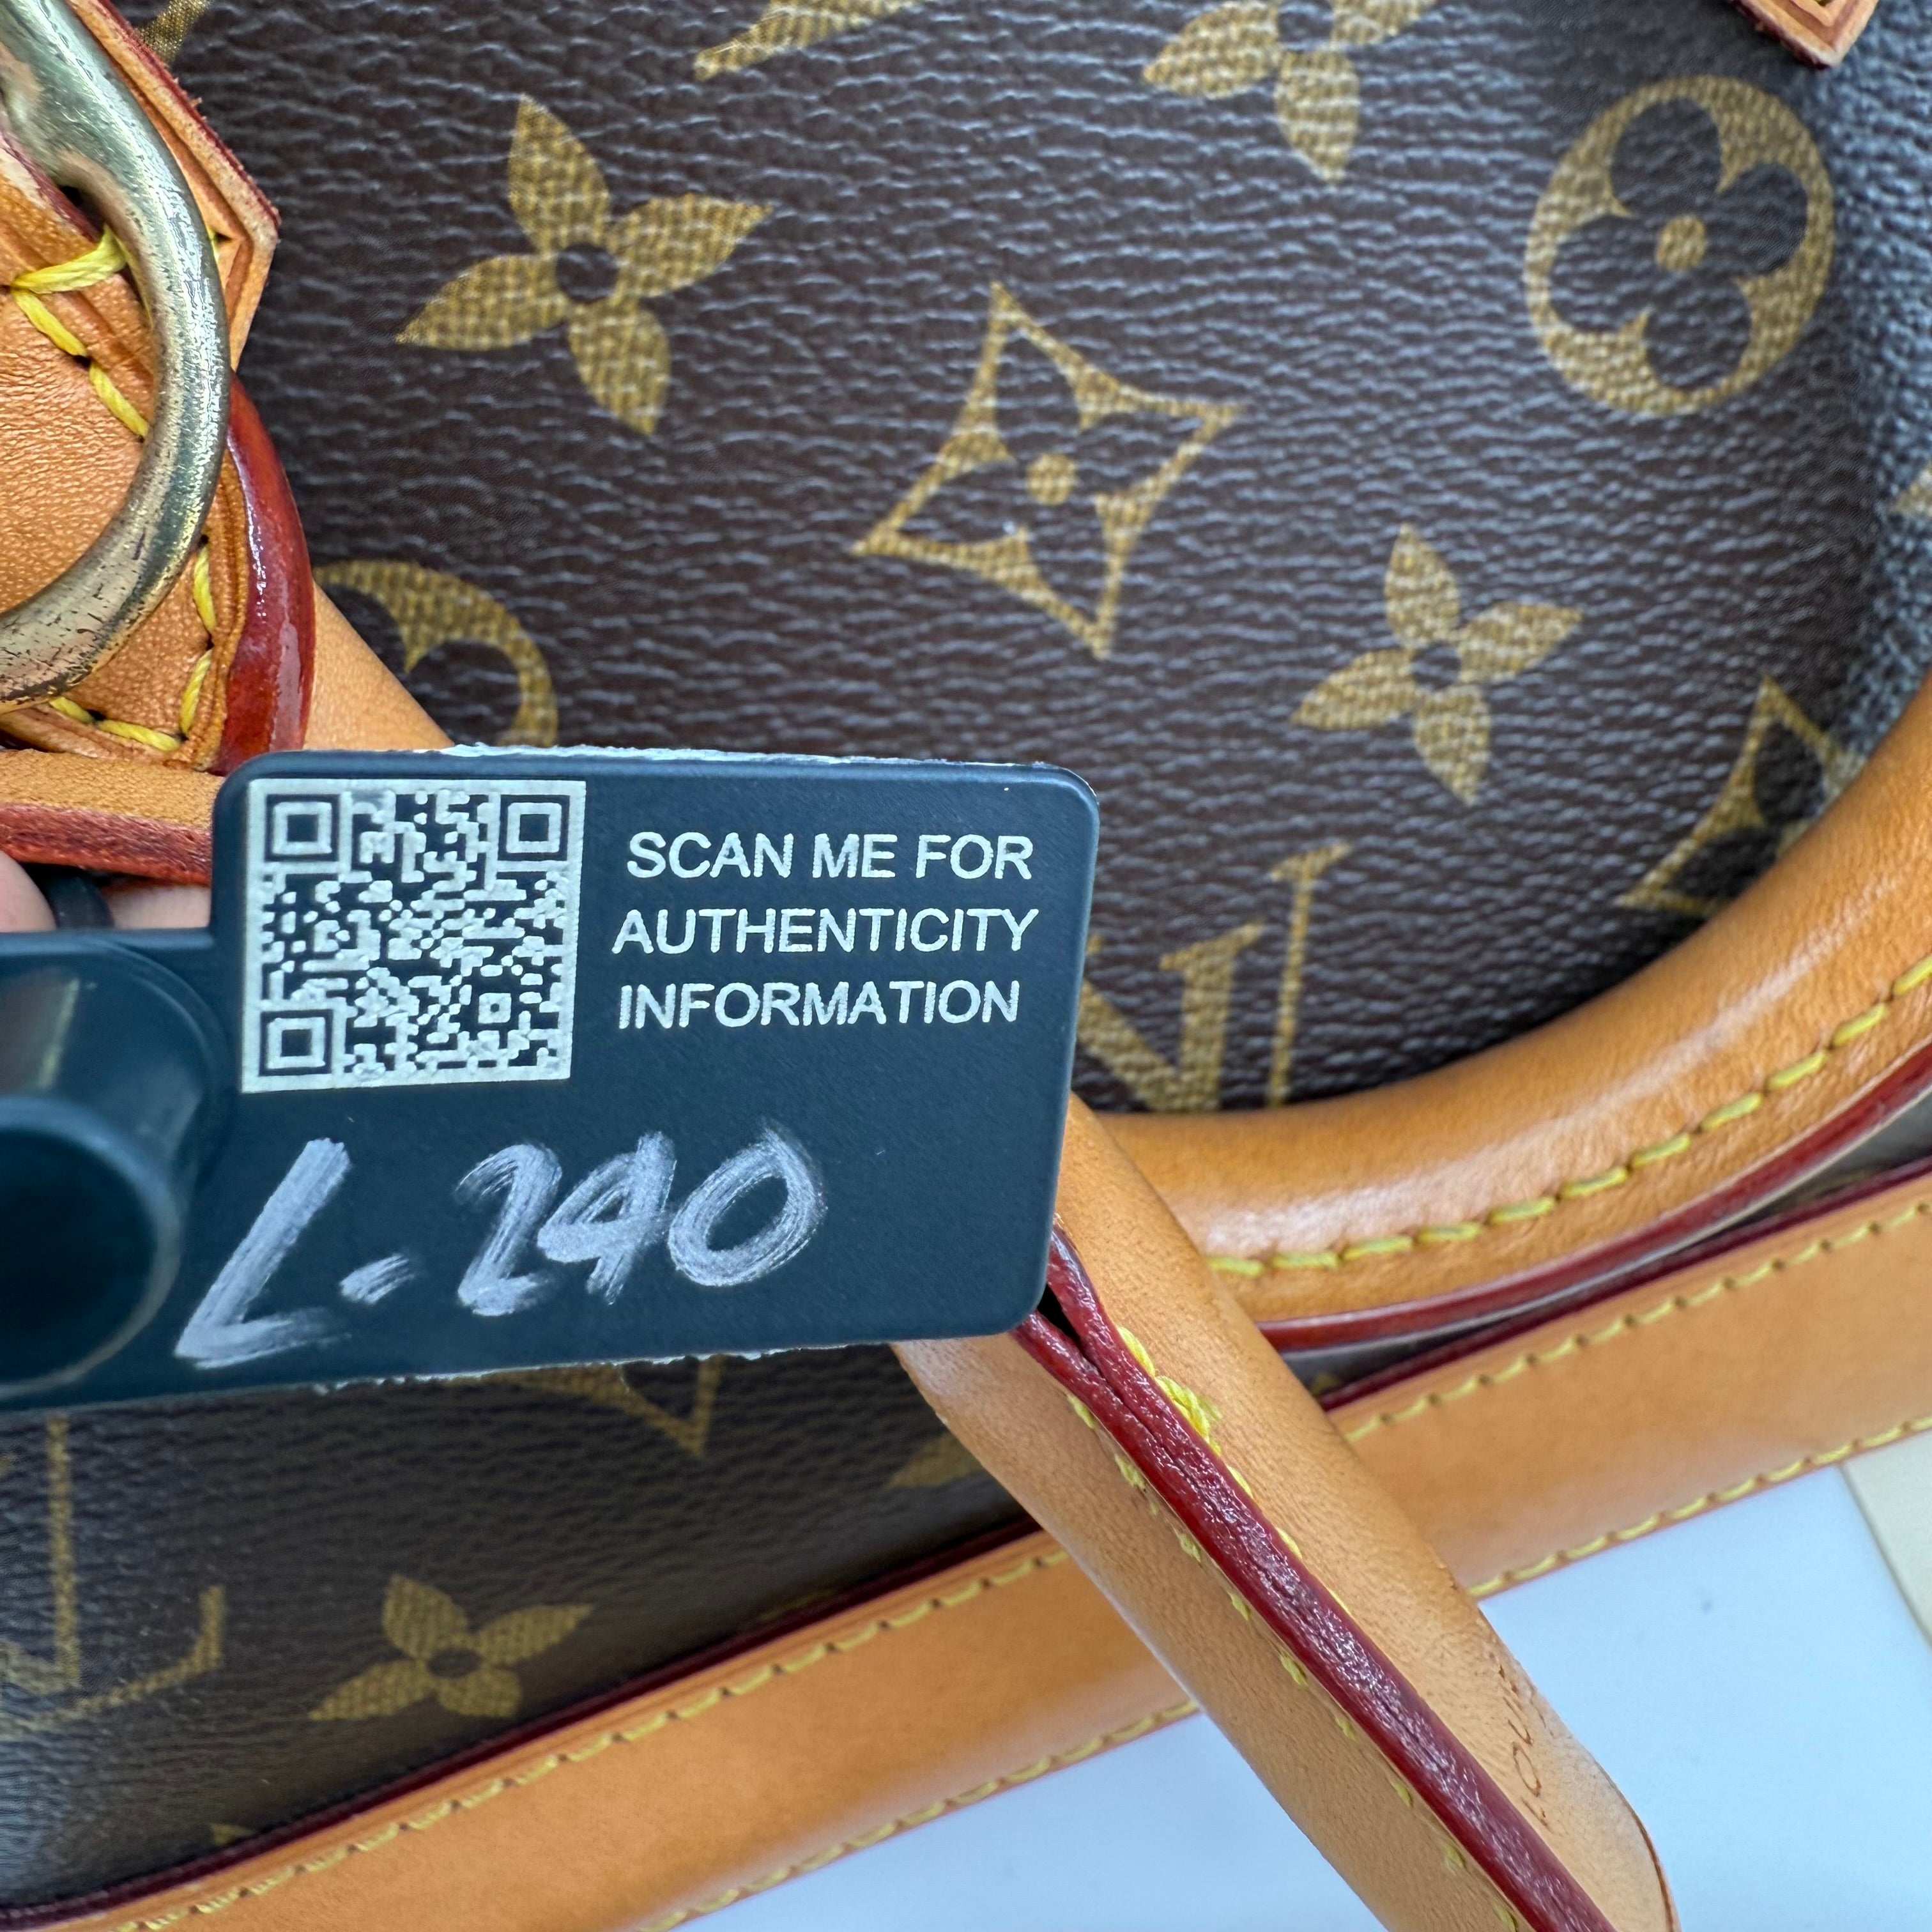 SCAN ME FOR
AUTHENTICITY
INFORMATION
L-240